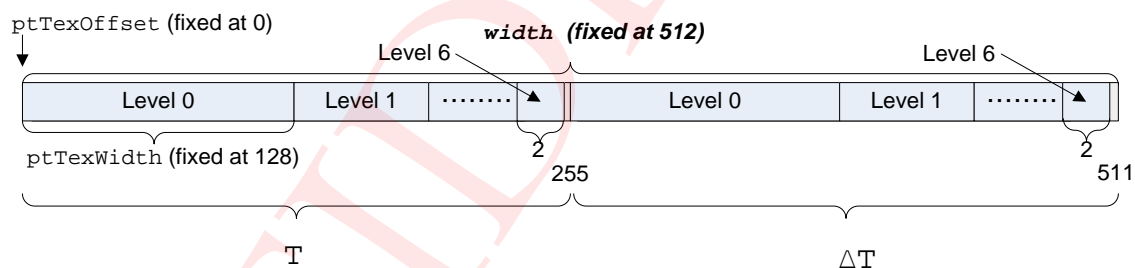 ptTexOffset (fixed at 0)
width (fixed at 512)
Level 6
Level 6
Level 0
Level 1
........
Level 0
Level 1
........
ptTexWidth (fixed at 128)
2
2
255
511
T
ΔT